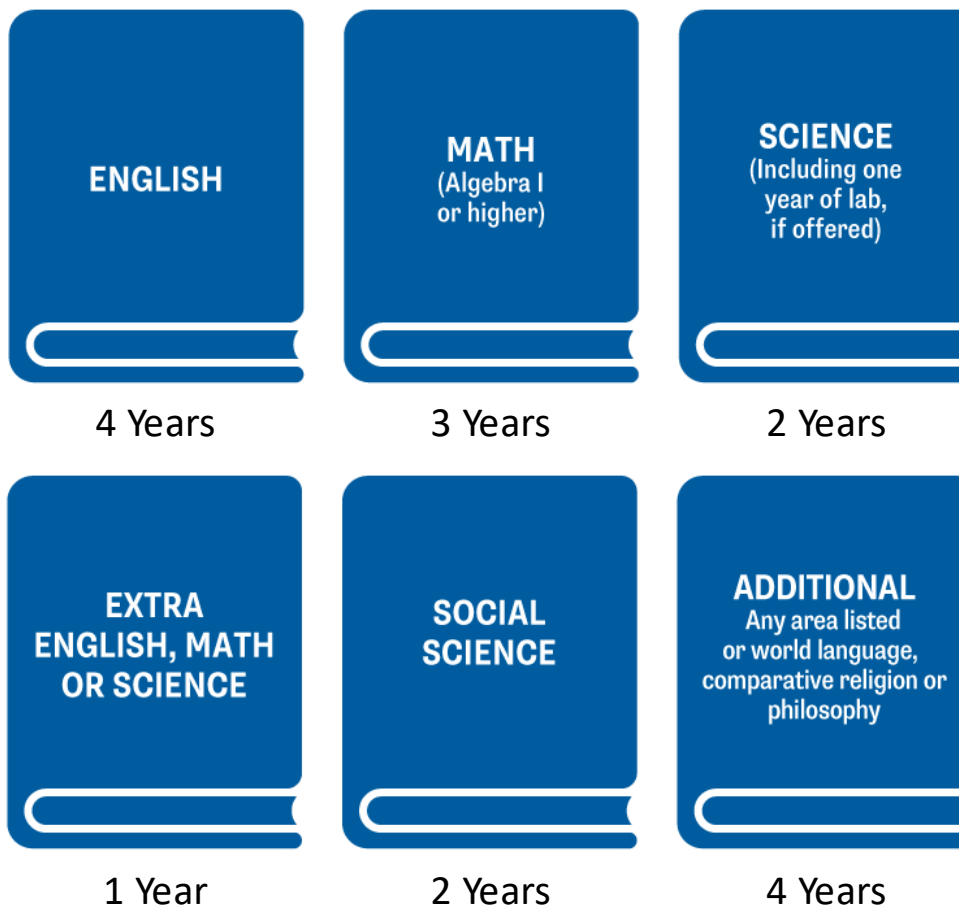 ENGLISH
MATH
(Algebra I
or higher)
SCIENCE
(Including one
year of lab,
if offered)
4 Years
3 Years
2 Years
EXTRA
ENGLISH, MATH
OR SCIENCE
SOCIAL
SCIENCE
ADDITIONAL
Any area listed
or world language,
comparative religion or
philosophy
1 Year
2 Years
4 Years